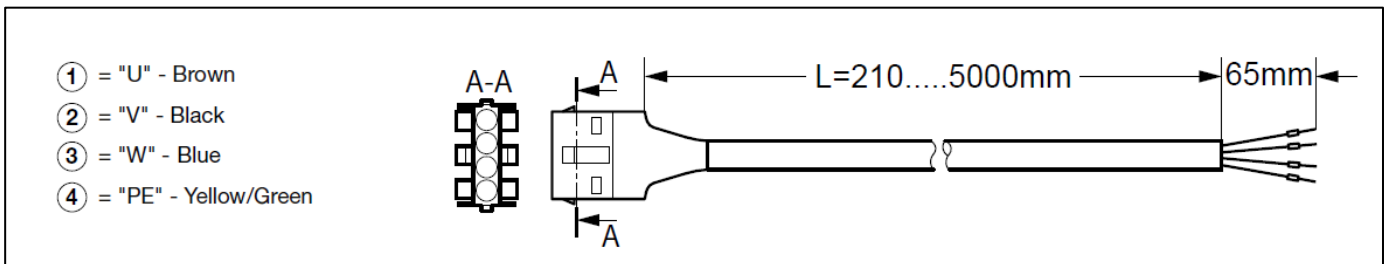 ① = "U" - Brown
② = "V" - Black
③ = "W" - Blue
④ = "PE" - Yellow/Green
A-A
A
L=210.....5000mm
65mm
A